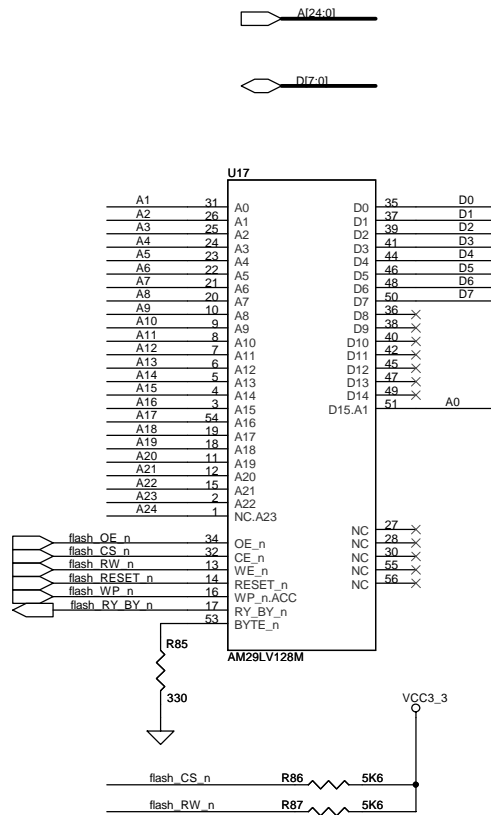 A[24:0]
D[7:0]
U17
A1 31 A0 D0 35 D0
A2 26 A1 D1 37 D1
A3 25 A2 D2 39 D2
A4 24 A3 D3 41 D3
A5 23 A4 D4 44 D4
A6 22 A5 D5 46 D5
A7 21 A6 D6 48 D6
A8 20 A7 D7 50 D7
A9 10 A8 D8 36
A10 9 A9 D9 38
A11 8 A10 D10 40
A12 7 A11 D11 42
A13 6 A12 D12 45
A14 5 A13 D13 47
A15 4 A14 D14 49
A16 3 A15 D15.A1 51 A0
A17 54 A16
A18 19 A17
A19 18 A18
A20 11 A19
A21 12 A20
A22 15 A21
A23 2 A22
A24 1 NC.A23 NC 27
flash_OE_n 34 OE_n NC 28
flash_CS_n 32 CE_n NC 30
flash_RW_n 13 WE_n NC 55
flash_RESET_n 14 RESET_n NC 56
flash_WP_n 16 WP_n.ACC
flash_RY_BY_n 17 RY_BY_n
53 BYTE_n
R85
AM29LV128M
330
VCC3_3
flash_CS_n R86 5K6
flash_RW_n R87 5K6